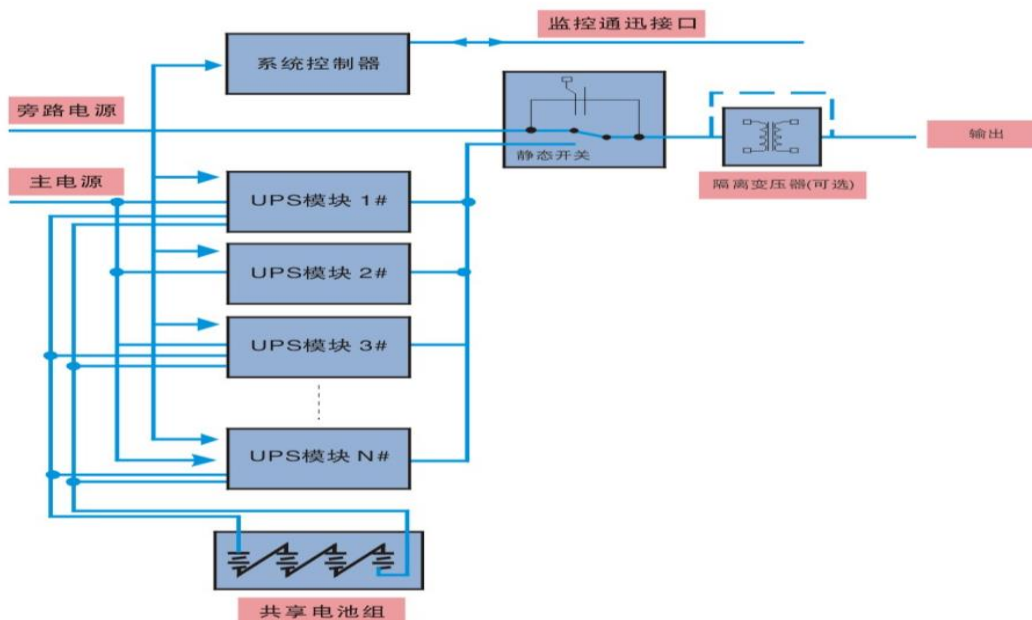 监控通迅接口
系统控制器
旁路电源
静态开关
输出
主电源
隔离变压器(可选)
UPS模块 1#
UPS模块 2#
UPS模块 3#
UPS模块 N#
共享电池组